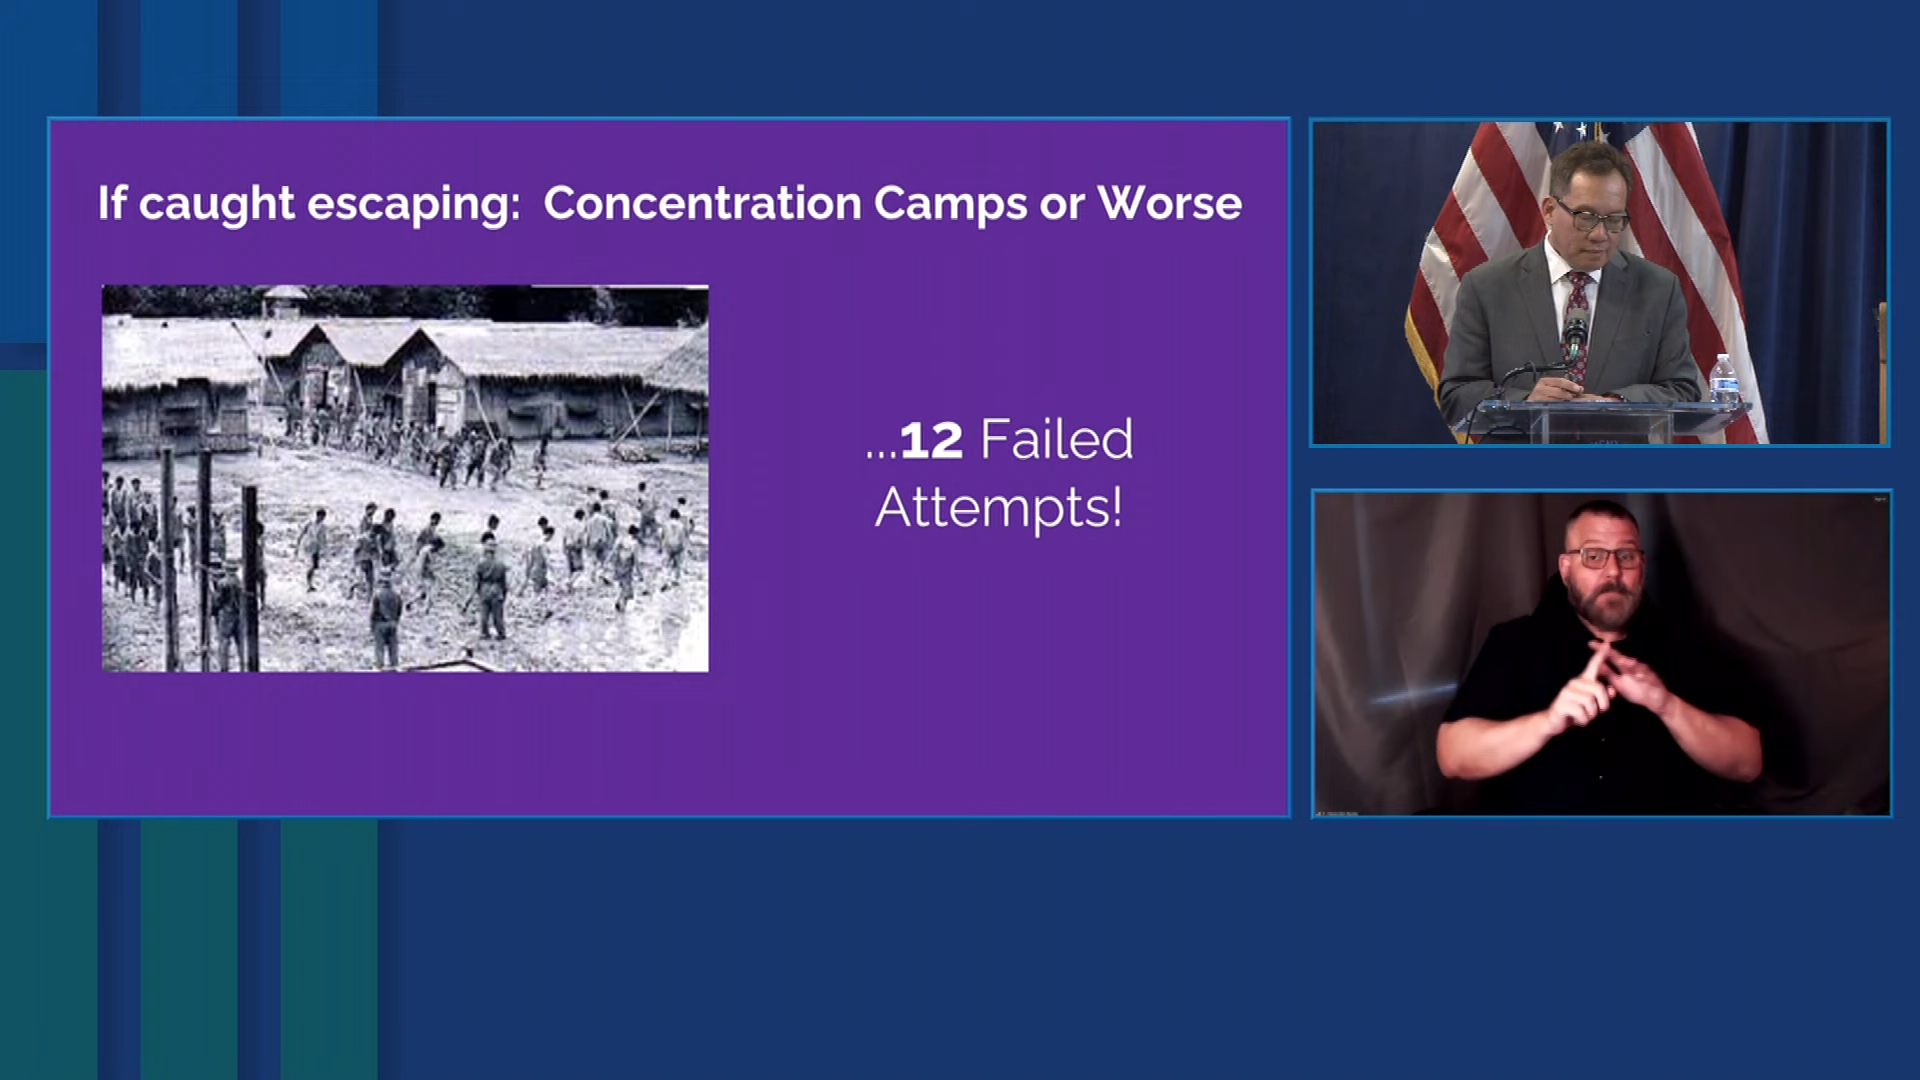 If caught escaping: Concentration Camps or Worse
...12 Failed
Attempts!